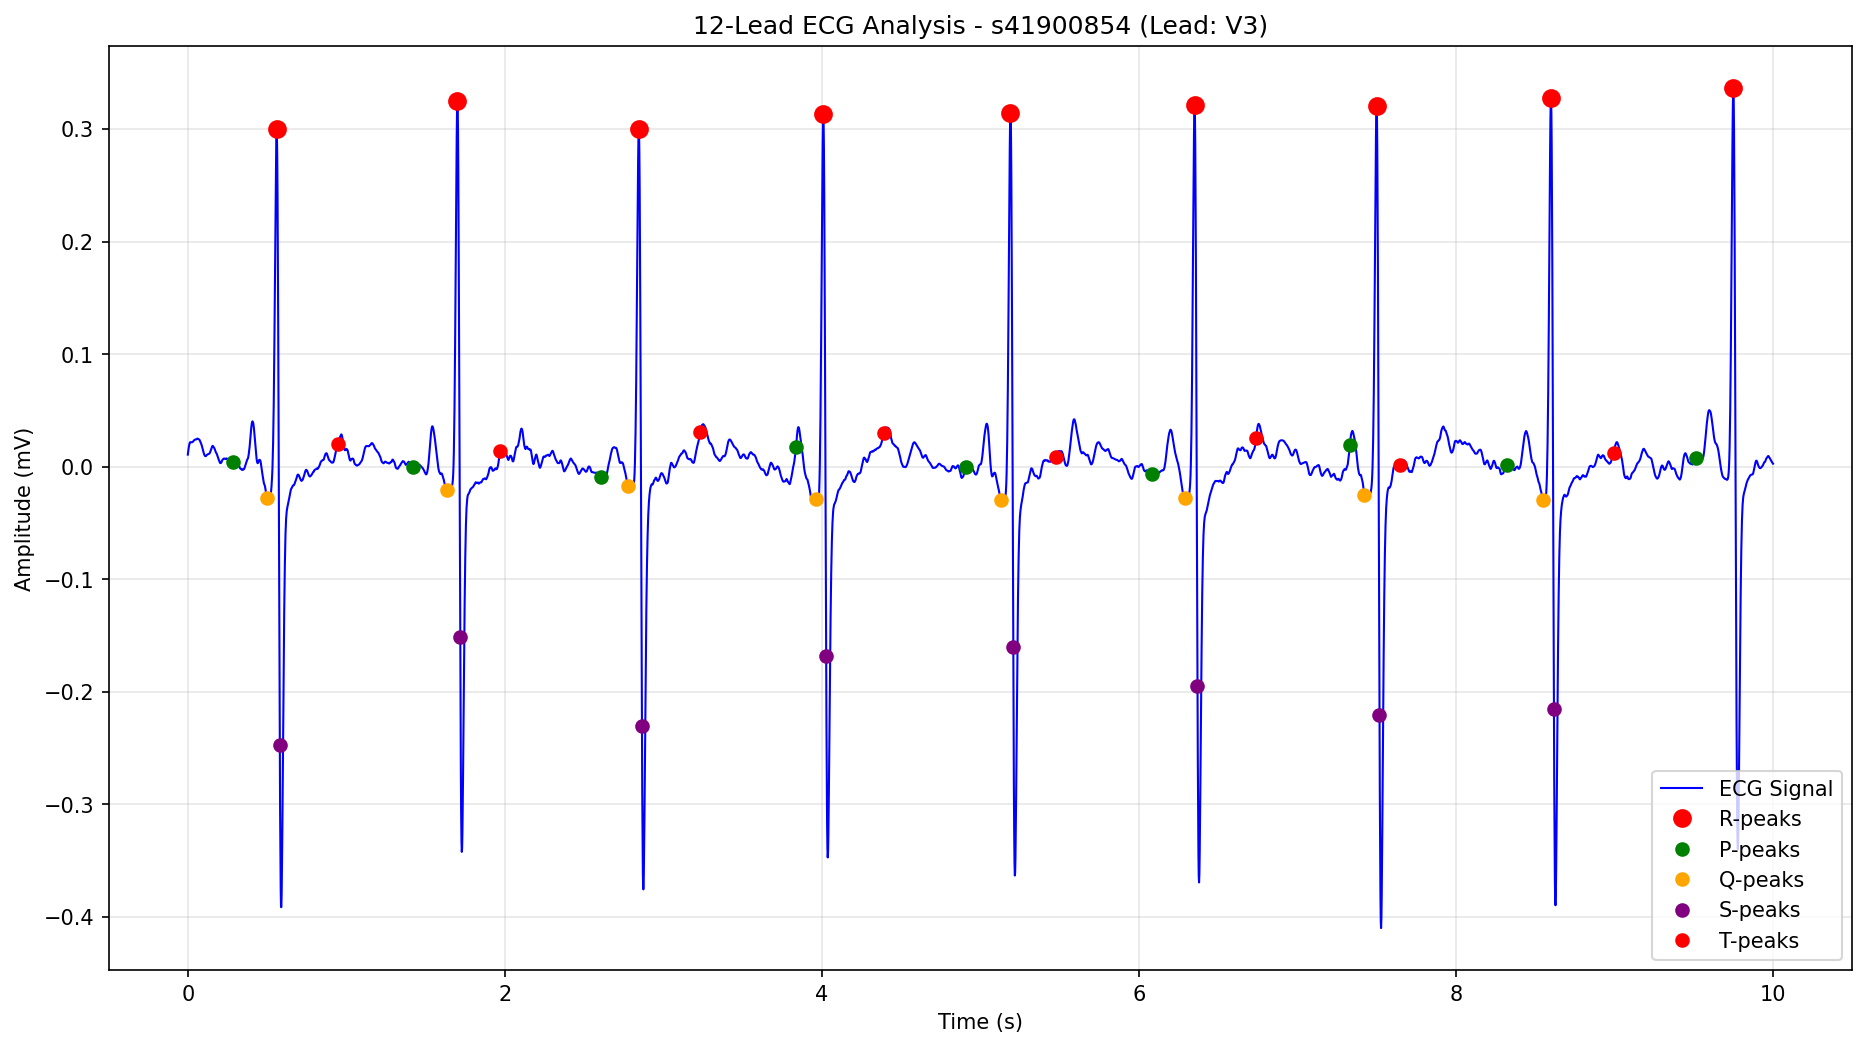 12-Lead ECG Analysis - s41900854 (Lead: V3)
Amplitude (mV)
0.3
0.2
0.1
0.0
−0.1
−0.2
−0.3
−0.4
ECG Signal
R-peaks
P-peaks
Q-peaks
S-peaks
T-peaks
0 2 4 6 8 10
Time (s)